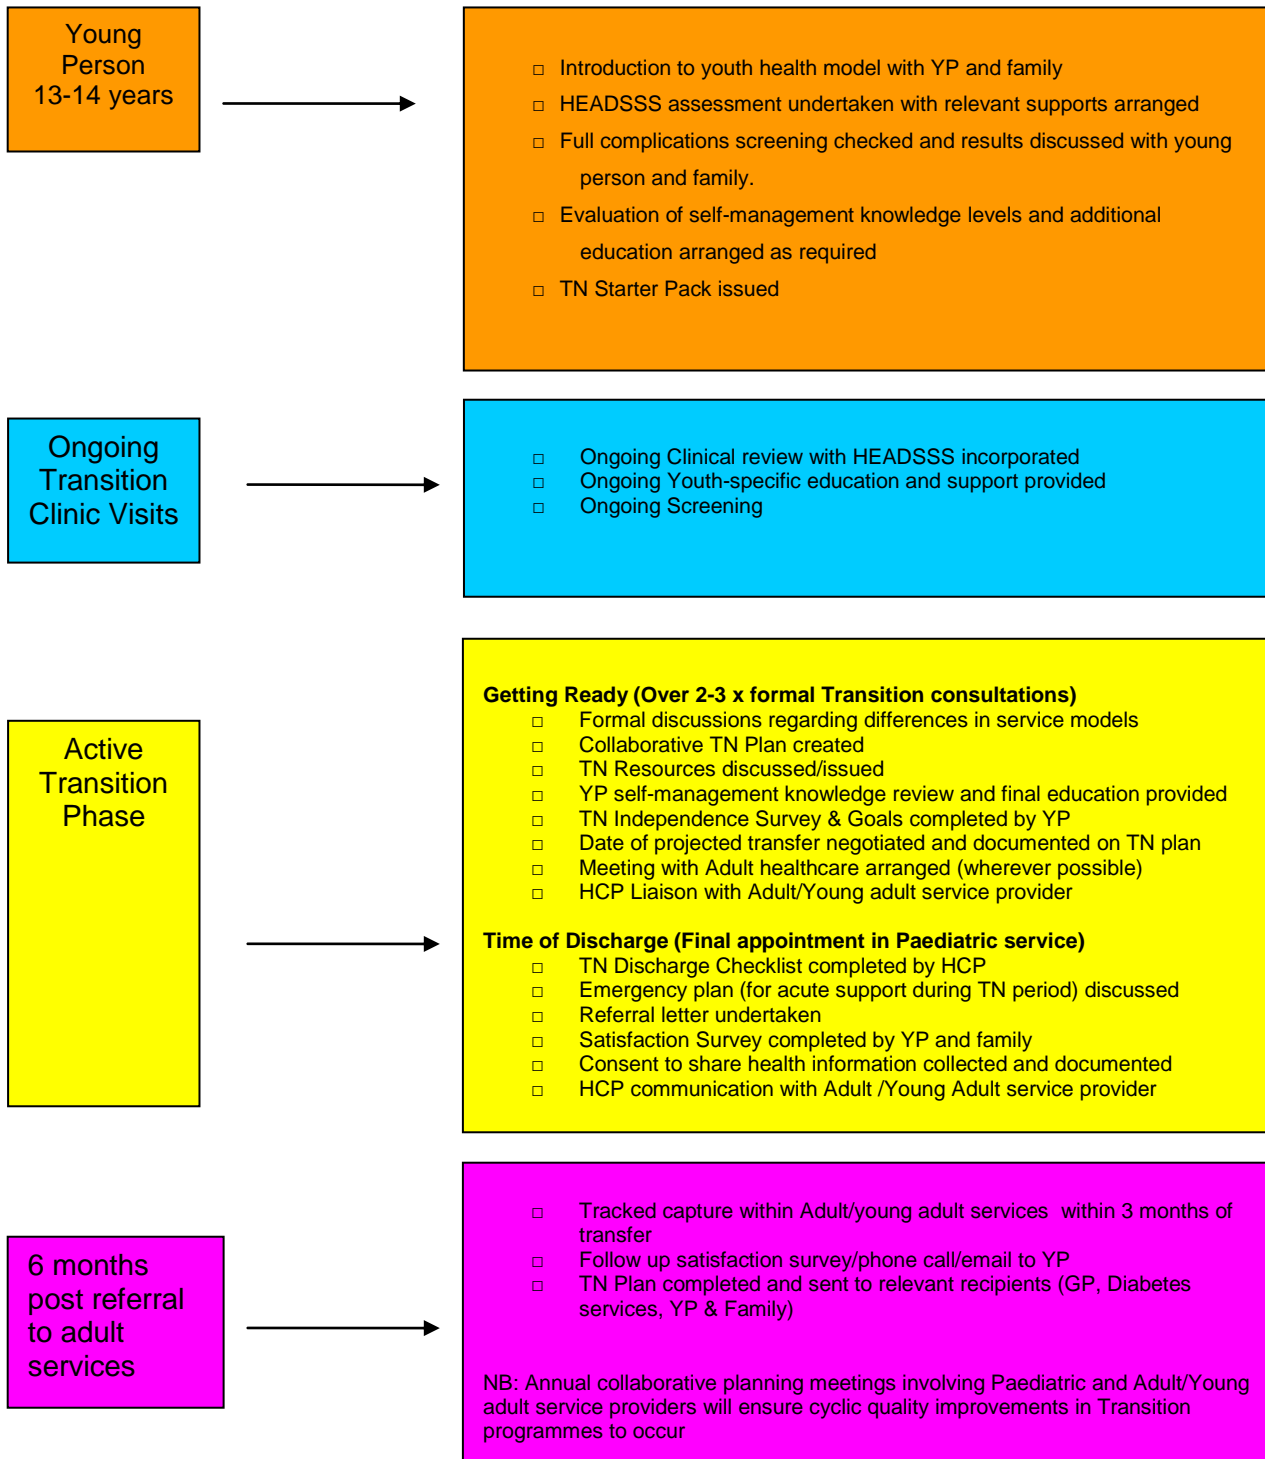 Young
Person
13-14 years
□ Introduction to youth health model with YP and family
□ HEADSSS assessment undertaken with relevant supports arranged
□ Full complications screening checked and results discussed with young
person and family.
□ Evaluation of self-management knowledge levels and additional
education arranged as required
□ TN Starter Pack issued
Ongoing
Transition
Clinic Visits
□ Ongoing Clinical review with HEADSSS incorporated
□ Ongoing Youth-specific education and support provided
□ Ongoing Screening
Active
Transition
Phase
Getting Ready (Over 2-3 x formal Transition consultations)
□ Formal discussions regarding differences in service models
□ Collaborative TN Plan created
□ TN Resources discussed/issued
□ YP self-management knowledge review and final education provided
□ TN Independence Survey & Goals completed by YP
□ Date of projected transfer negotiated and documented on TN plan
□ Meeting with Adult healthcare arranged (wherever possible)
□ HCP Liaison with Adult/Young adult service provider
Time of Discharge (Final appointment in Paediatric service)
□ TN Discharge Checklist completed by HCP
□ Emergency plan (for acute support during TN period) discussed
□ Referral letter undertaken
□ Satisfaction Survey completed by YP and family
□ Consent to share health information collected and documented
□ HCP communication with Adult /Young Adult service provider
6 months
post referral
to adult
services
□ Tracked capture within Adult/young adult services within 3 months of
transfer
□ Follow up satisfaction survey/phone call/email to YP
□ TN Plan completed and sent to relevant recipients (GP, Diabetes
services, YP & Family)
NB: Annual collaborative planning meetings involving Paediatric and Adult/Young
adult service providers will ensure cyclic quality improvements in Transition
programmes to occur